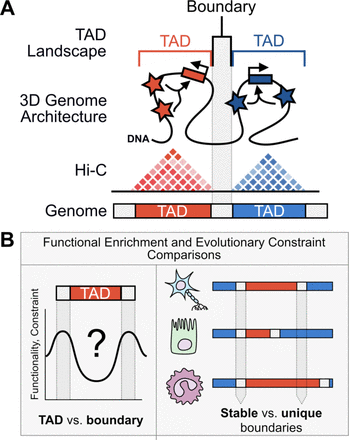 A
Boundary
TAD
Landscape
TAD
TAD
3D Genome
Architecture
DNA
Hi-C
Genome
TAD
TAD
B
Functional Enrichment and Evolutionary Constraint
Comparisons
TAD
Functionality, Constraint
?
TAD vs. boundary
Stable vs. unique
boundaries